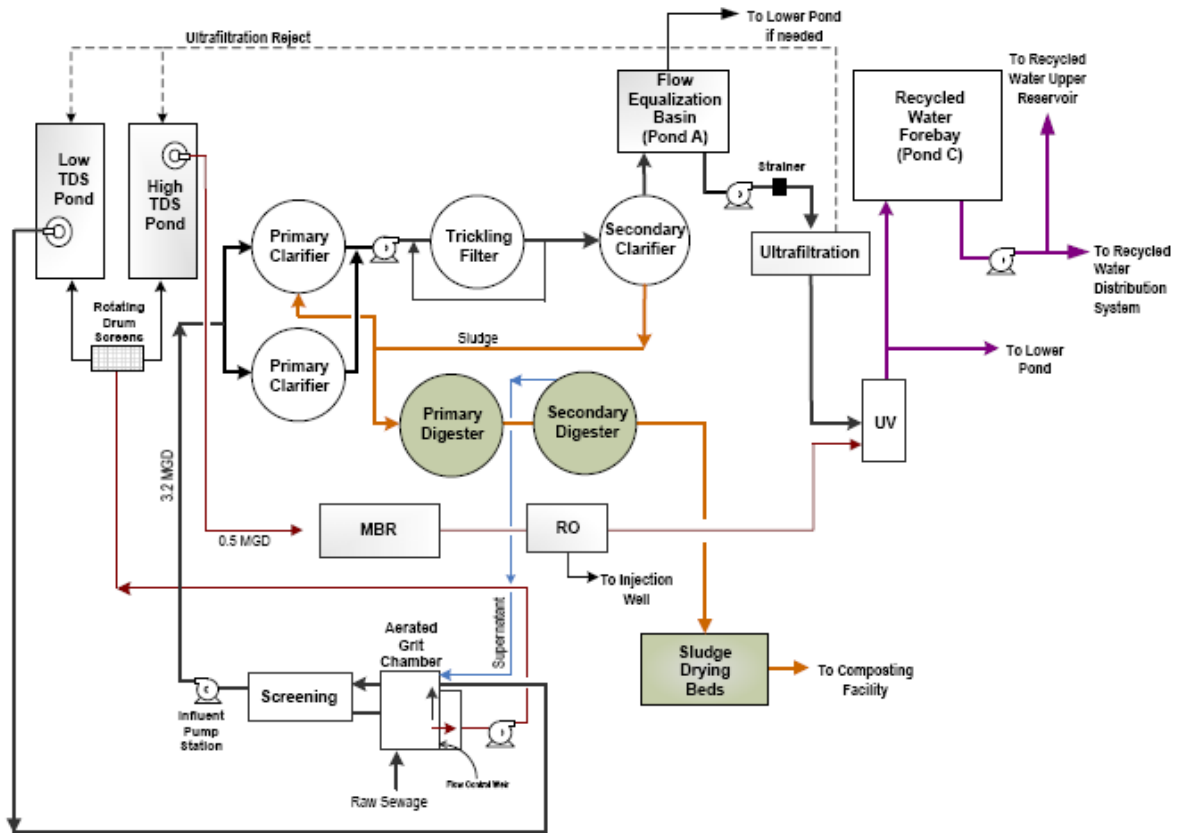 To Lower Pond
if needed
Ultrafiltration Reject
To Recycled
Water Upper
Reservoir
Flow
Equalization
Basin
(Pond A)
Recycled
Water
Forebay
(Pond C)
Low
TDS
Pond
High
TDS
Pond
Strainer
Primary
Clarifier
Trickling
Filter
Secondary
Clarifier
Ultrafiltration
To Recycled
Water
Distribution
System
Rotating
Drum
Screens
Sludge
Primary
Clarifier
To Lower
Pond
Primary
Digester
Secondary
Digester
UV
3.2 MGD
0.5 MGD
MBR
RO
To Injection
Well
Supernatant
Aerated
Grit
Chamber
Screening
Sludge
Drying
Beds
To Composting
Facility
Influent
Pump
Station
Flow Control Weir
Raw Sewage